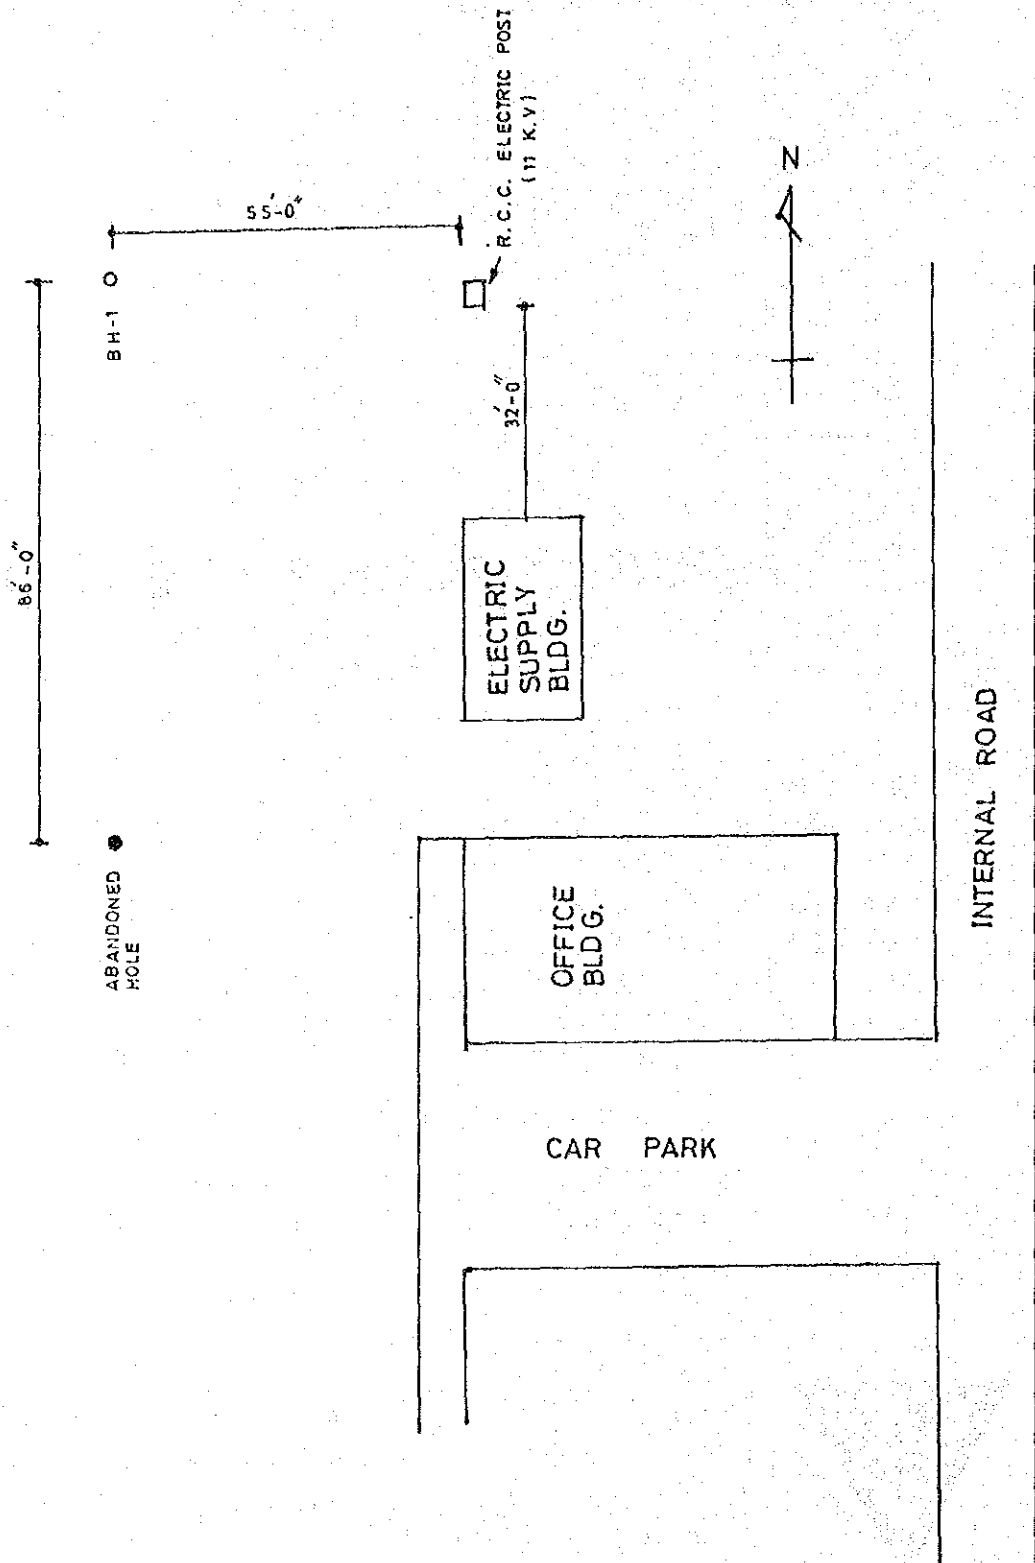 R.C.C. ELECTRIC POST
(11 K.V)
55'-0"
BH-1
N
86'-0"
32'-0"
ELECTRIC
SUPPLY
BLDG.
ABANDONED
HOLE
OFFICE
BLDG.
INTERNAL ROAD
CAR PARK